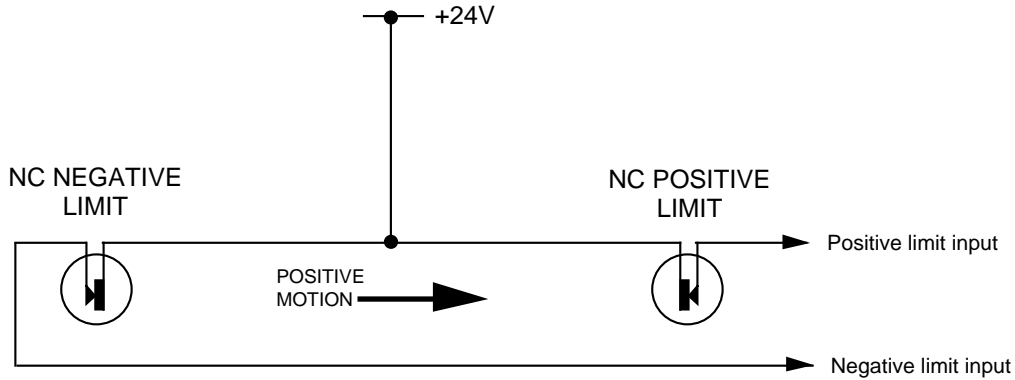 +24V
NC NEGATIVE
LIMIT
NC POSITIVE
LIMIT
Positive limit input
POSITIVE
MOTION
Negative limit input